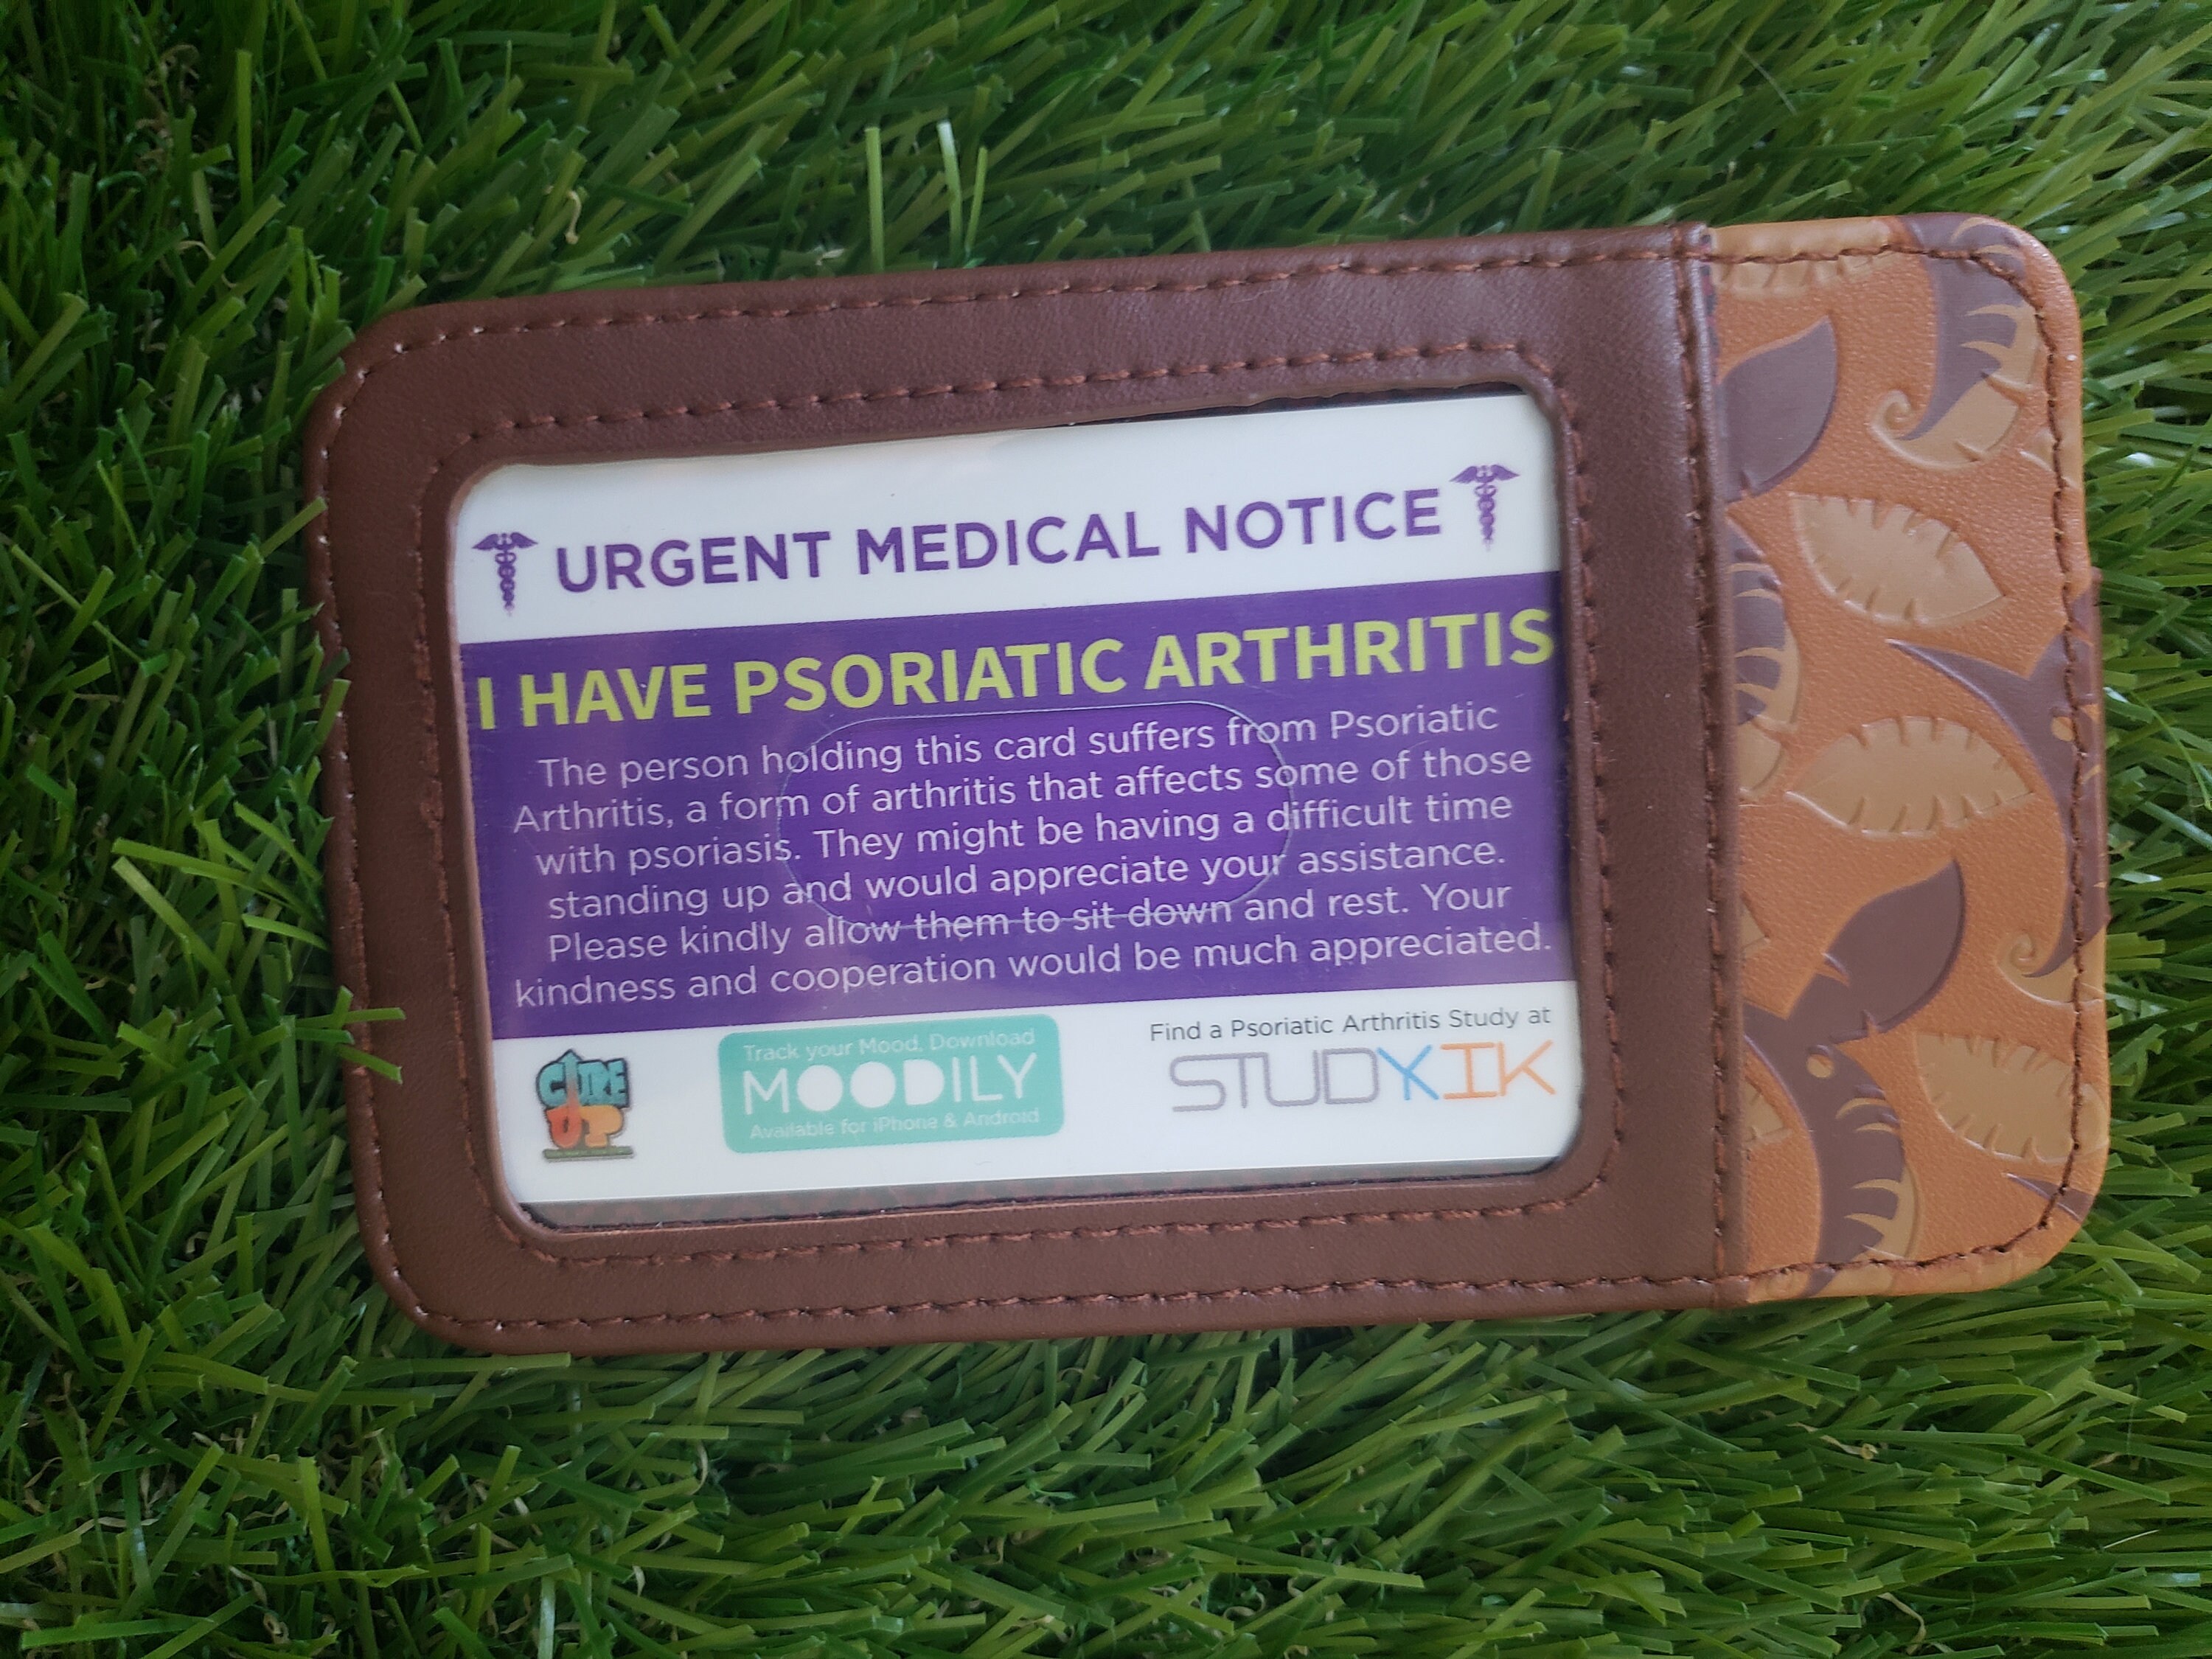 URGENT MEDICAL NOTICE
I HAVE PSORIATIC ARTHRITIS
The person holding this card suffers from Psoriatic
Arthritis, a form of arthritis that affects some of those
with psoriasis. They might be having a difficult time
standing up and would appreciate your assistance.
Please kindly allow them to sit down and rest. Your
kindness and cooperation would be much appreciated.
CURE
UP
Track your Mood. Download
MOODILY
Available for iPhone & Android
Find a Psoriatic Arthritis Study at
STUDYKIK